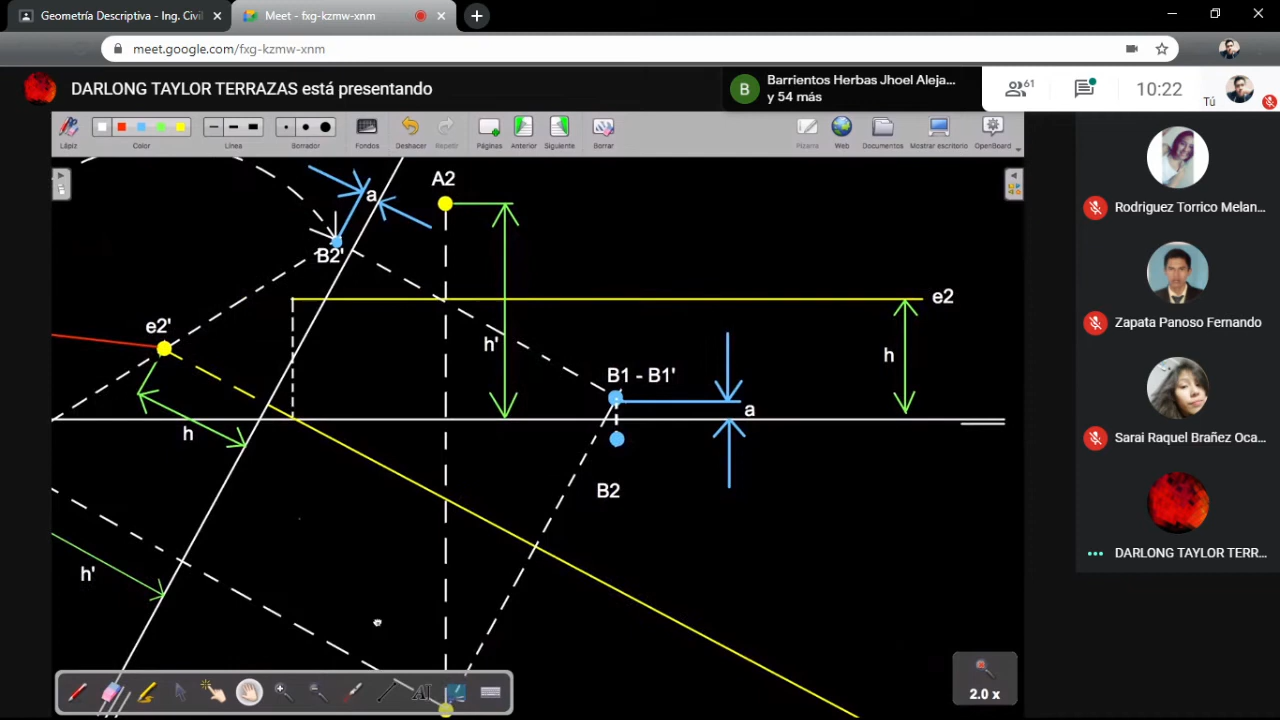 Geometría Descriptiva - Ing. Civil
Meet - fxg-kzmw-xnm
meet.google.com/fxg-kzmw-xnm
DARLONG TAYLOR TERRAZAS está presentando
B
Barrientos Herbas Jhoel Aleja...
y 54 más
61
10:22
Tú
Lápiz
Color
Línea
Borrador
Fondos
Deshacer
Repetir
Páginas
Anterior
Siguiente
Borrar
Pizarra
Web
Documentos
Mostrar escritorio
OpenBoard
A2
a
B2'
e2
e2'
h'
h
B1 - B1'
a
h
B2
h'
Rodriguez Torrico Melan...
Zapata Panoso Fernando
Sarai Raquel Brañez Oca...
DARLONG TAYLOR TERR...
AI
2.0 x